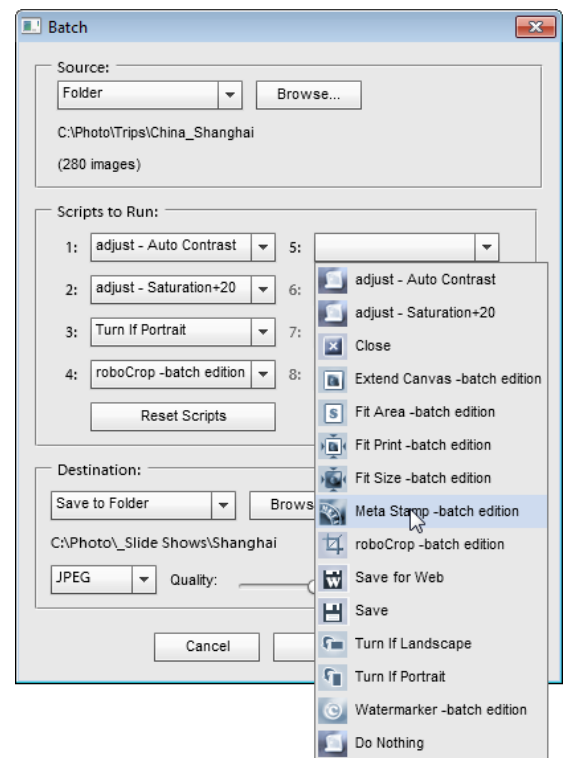 Batch
Source:
Folder
Browse...
C:\Photo\Trips\China_Shanghai
(280 images)
Scripts to Run:
1: adjust - Auto Contrast
5:
2: adjust - Saturation+20
6:
3: Turn If Portrait
7:
4: roboCrop -batch edition
8:
Reset Scripts
adjust - Auto Contrast
adjust - Saturation+20
Close
Extend Canvas -batch edition
Fit Area -batch edition
Fit Print -batch edition
Fit Size -batch edition
Meta Stamp -batch edition
roboCrop -batch edition
Save for Web
Save
Turn If Landscape
Turn If Portrait
Watermarker -batch edition
Do Nothing
Destination:
Save to Folder
Brows
C:\Photo\_Slide Shows\Shanghai
JPEG
Quality:
Cancel